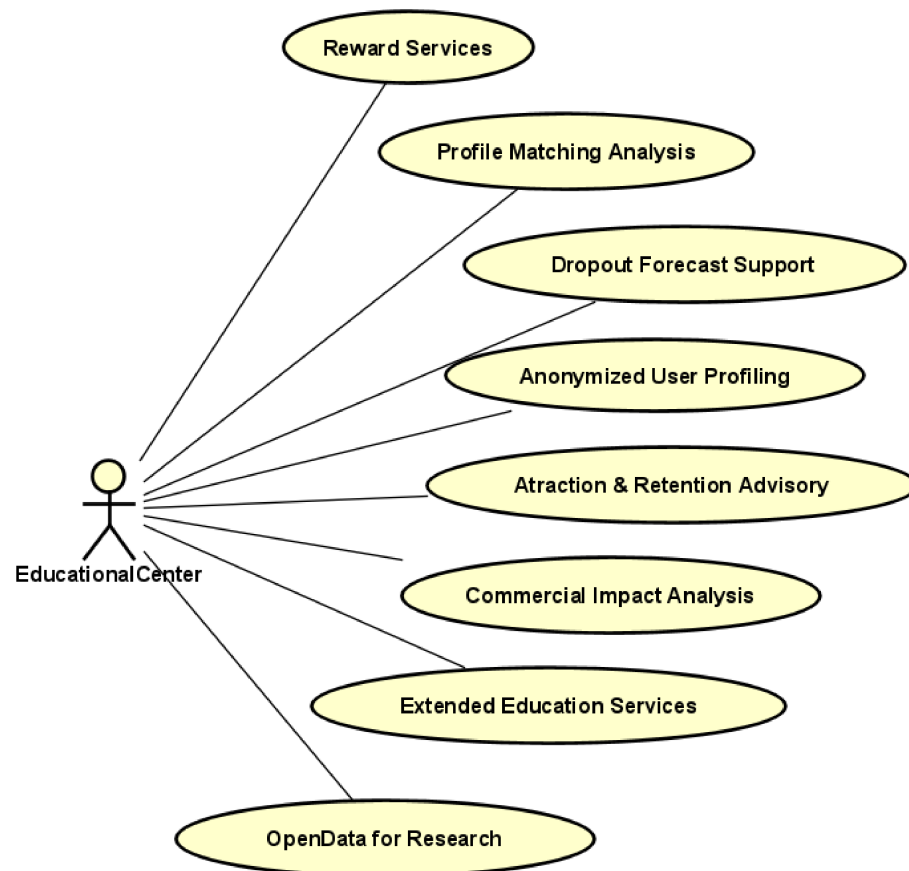 Reward Services
Profile Matching Analysis
Dropout Forecast Support
Anonymized User Profiling
Atraction & Retention Advisory
EducationalCenter
Commercial Impact Analysis
Extended Education Services
OpenData for Research